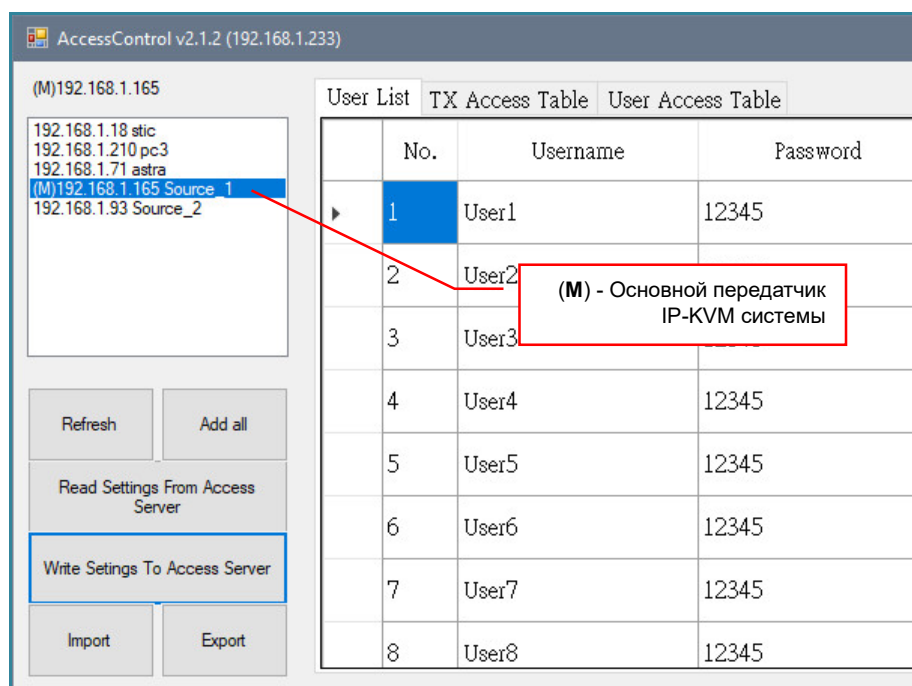 AccessControl v2.1.2 (192.168.1.233)
(M)192.168.1.165
192.168.1.18 stic
192.168.1.210 pc3
192.168.1.71 astra
(M)192.168.1.165 Source_1
192.168.1.93 Source_2
Refresh Add all
Read Settings From Access
Server
Write Setings To Access Server
Import Export
User List TX Access Table User Access Table
No. Username Password
1 User1 12345
2 User2
(M) - Основной передатчик
IP-KVM системы
3 User3
4 User4 12345
5 User5 12345
6 User6 12345
7 User7 12345
8 User8 12345